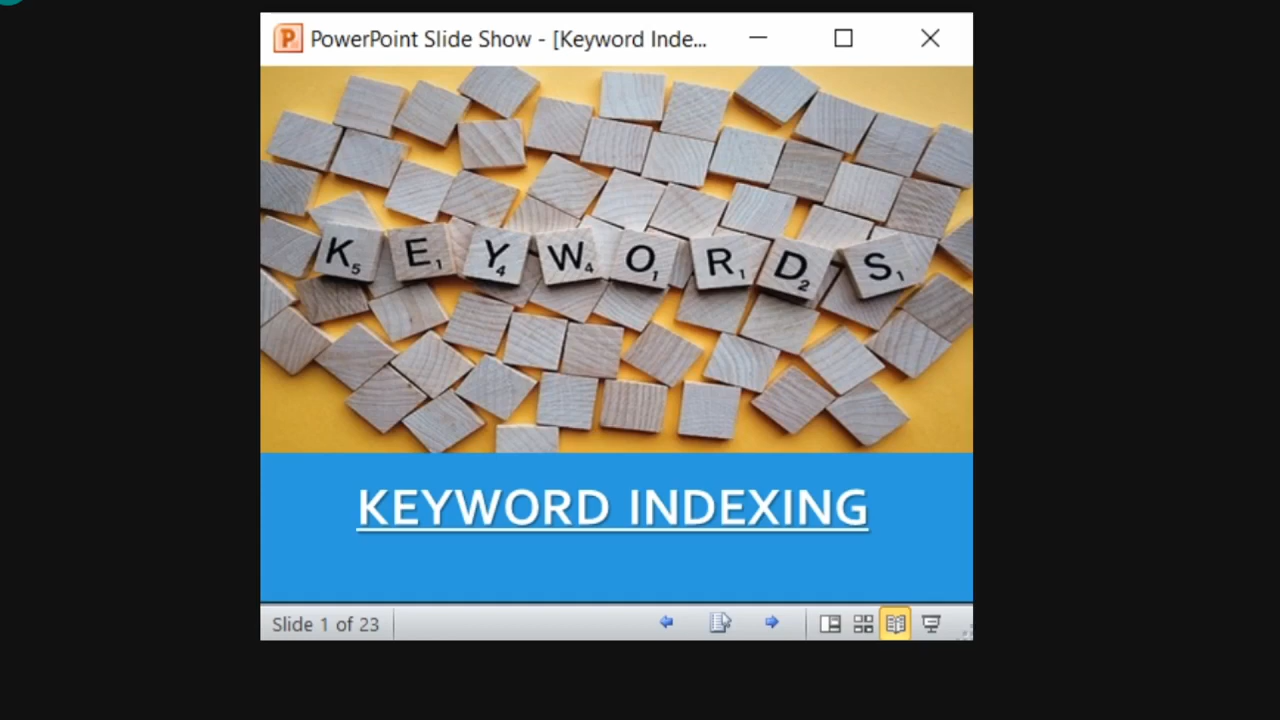 PowerPoint Slide Show - [Keyword Inde...
K5 E1 Y4 W4 O1 R1 D2 S1
KEYWORD INDEXING
Slide 1 of 23